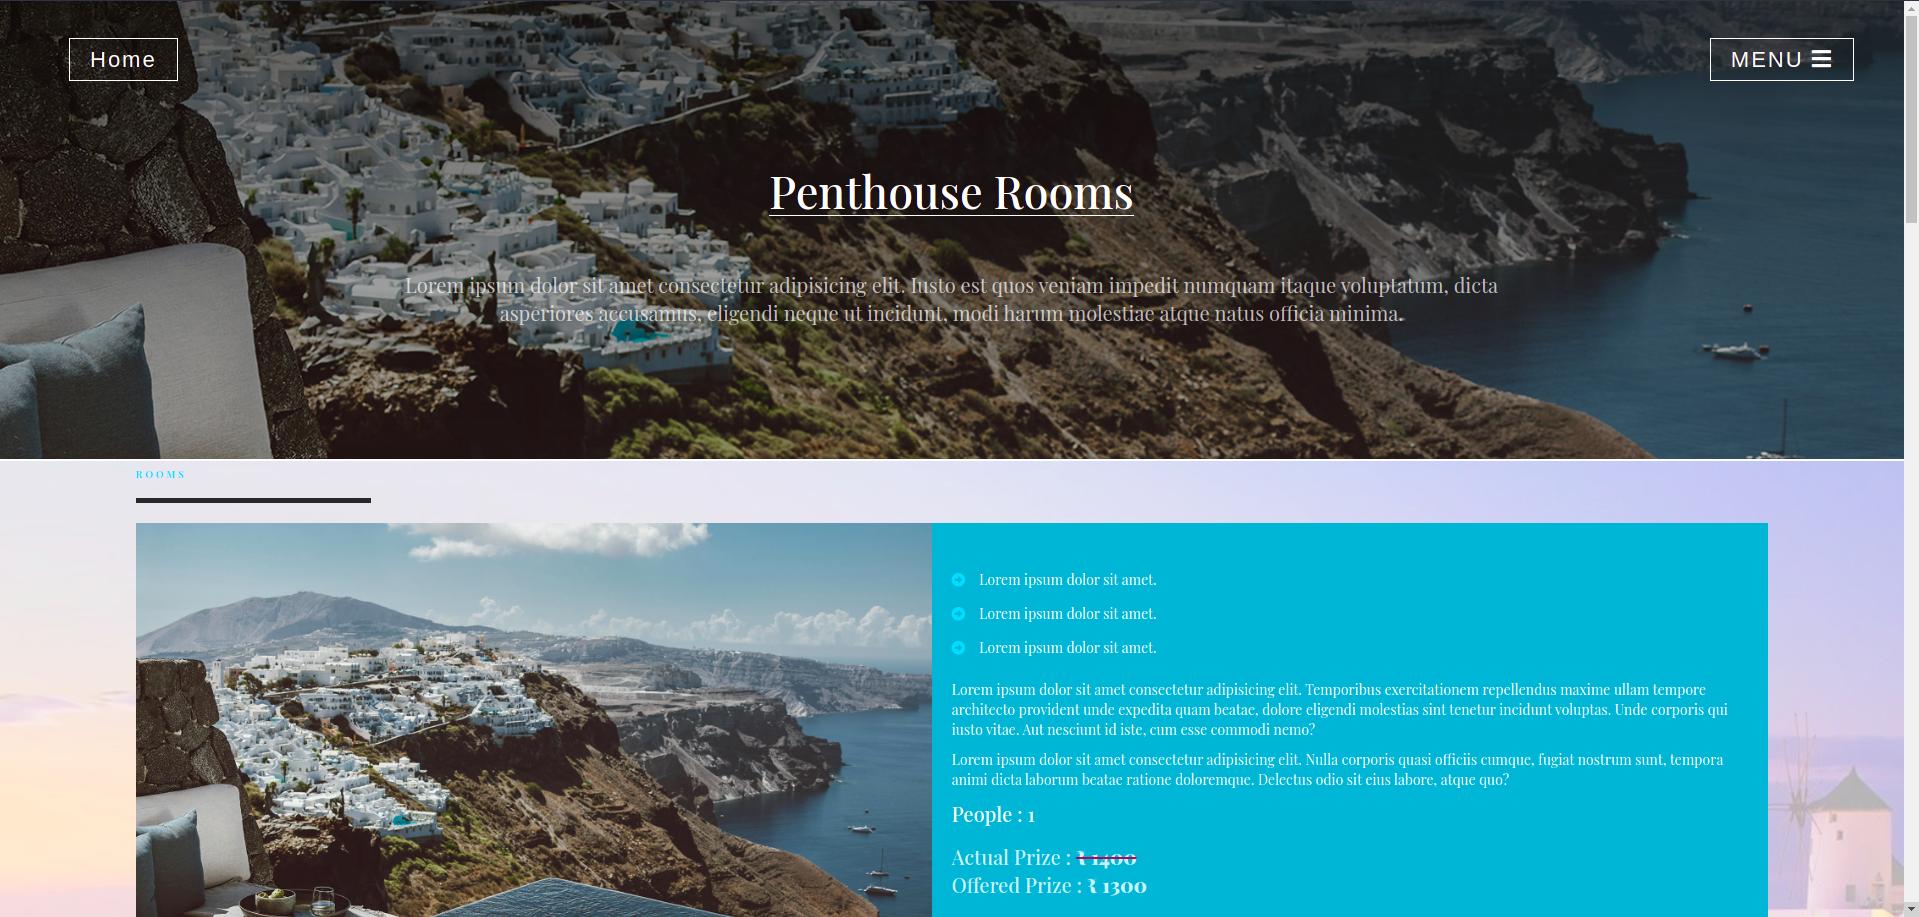 Home
MENU
Penthouse Rooms
Lorem ipsum dolor sit amet consectetur adipisicing elit. Iusto est quos veniam impedit numquam itaque voluptatum, dicta
asperiores accusamus, eligendi neque ut incidunt, modi harum molestiae atque natus officia minima.
ROOMS
Lorem ipsum dolor sit amet.
Lorem ipsum dolor sit amet.
Lorem ipsum dolor sit amet.
Lorem ipsum dolor sit amet consectetur adipisicing elit. Temporibus exercitationem repellendus maxime ullam tempore
architecto provident unde expedita quam beatae, dolore eligendi molestias sint tenetur incidunt voluptas. Unde corporis qui
iusto vitae. Aut nesciunt id iste, cum esse commodi nemo?
Lorem ipsum dolor sit amet consectetur adipisicing elit. Nulla corporis quasi officiis cumque, fugiat nostrum sunt, tempora
animi dicta laborum beatae ratione doloremque. Delectus odio sit eius labore, atque quo?
People : 1
Actual Prize : ₹ 1400
Offered Prize : ₹ 1300